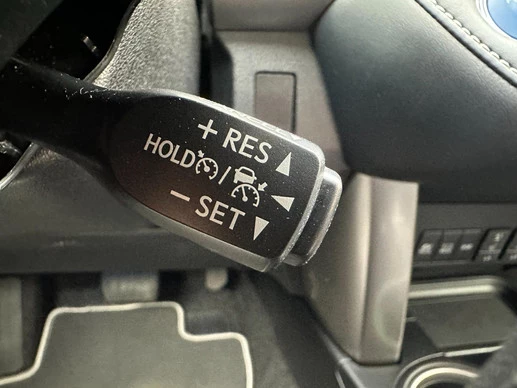 + RES ▲
HOLD / ◀
− SET ▼